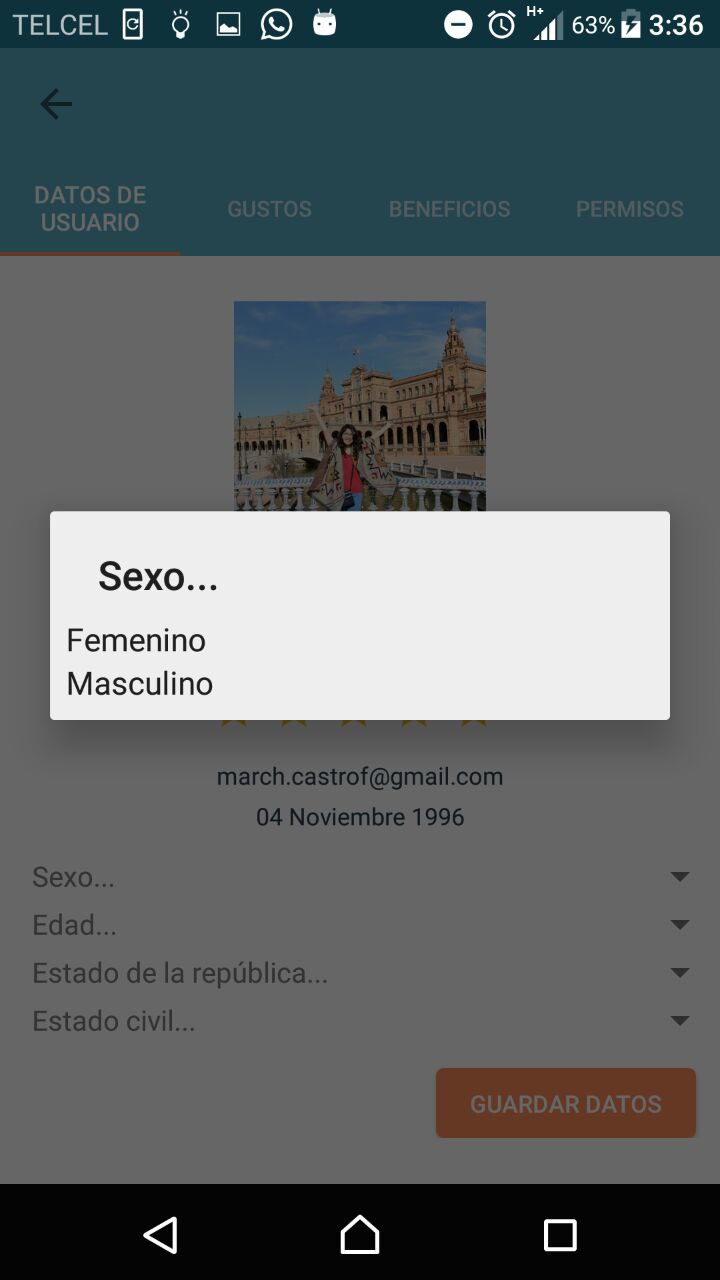 TELCEL H+ 63% 3:36
DATOS DE
USUARIO
GUSTOS
BENEFICIOS
PERMISOS
Sexo...
Femenino
Masculino
march.castrof@gmail.com
04 Noviembre 1996
Sexo...
Edad...
Estado de la república...
Estado civil...
GUARDAR DATOS